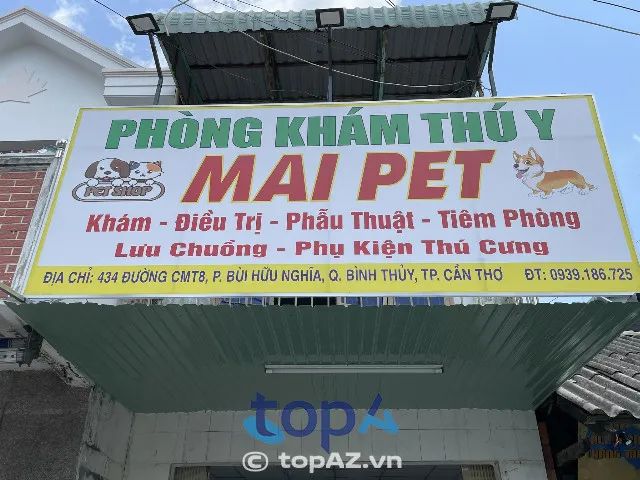 PHÒNG KHÁM THÚ Y
MAI PET
PET SHOP
Khám - Điều Trị - Phẫu Thuật - Tiêm Phòng
Lưu Chuồng - Phụ Kiện Thú Cưng
ĐỊA CHỈ: 434 ĐƯỜNG CMT8, P. BÙI HỮU NGHĨA, Q. BÌNH THỦY, TP. CẦN THƠ ĐT: 0939.186.725
topA
© topAZ.vn